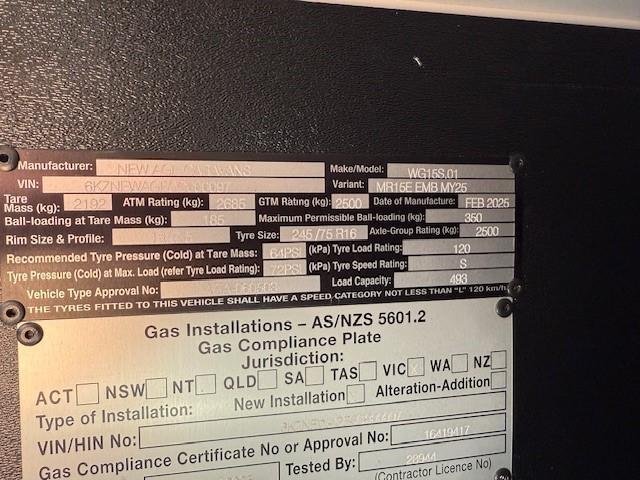 Manufacturer: NEW AGE CARAVANS Make/Model: WG15S.01
VIN: Variant: MR15E EMB MY25
Tare Mass (kg): 2192 ATM Rating (kg): 2685 GTM Rating (kg): 2500 Date of Manufacture: FEB 2025
Ball-loading at Tare Mass (kg): 185 Maximum Permissible Ball-loading (kg): 350
Rim Size & Profile: Tyre Size: 245 /75 R16 Axle-Group Rating (kg): 2500
Recommended Tyre Pressure (Cold) at Tare Mass: 64PSI (kPa) Tyre Load Rating: 120
Tyre Pressure (Cold) at Max. Load (refer Tyre Load Rating): 72PSI (kPa) Tyre Speed Rating: S
Vehicle Type Approval No: Load Capacity: 493
THE TYRES FITTED TO THIS VEHICLE SHALL HAVE A SPEED CATEGORY NOT LESS THAN "L" 120 km/h
Gas Installations – AS/NZS 5601.2
Gas Compliance Plate
Jurisdiction:
ACT NSW NT QLD SA TAS VIC X WA NZ
Type of Installation: New Installation Alteration-Addition
VIN/HIN No:
Gas Compliance Certificate No or Approval No: 16419417
Tested By: 28944
(Contractor Licence No)